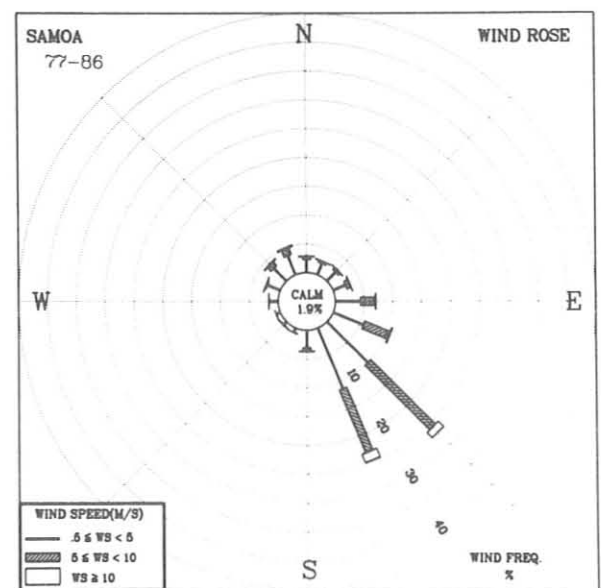 SAMOA
77-86
N
WIND ROSE
W
CALM
1.9%
E
10
20
30
40
S
WIND SPEED(M/S)
.5 ≤ WS < 5
5 ≤ WS < 10
WS ≥ 10
WIND FREQ.
%